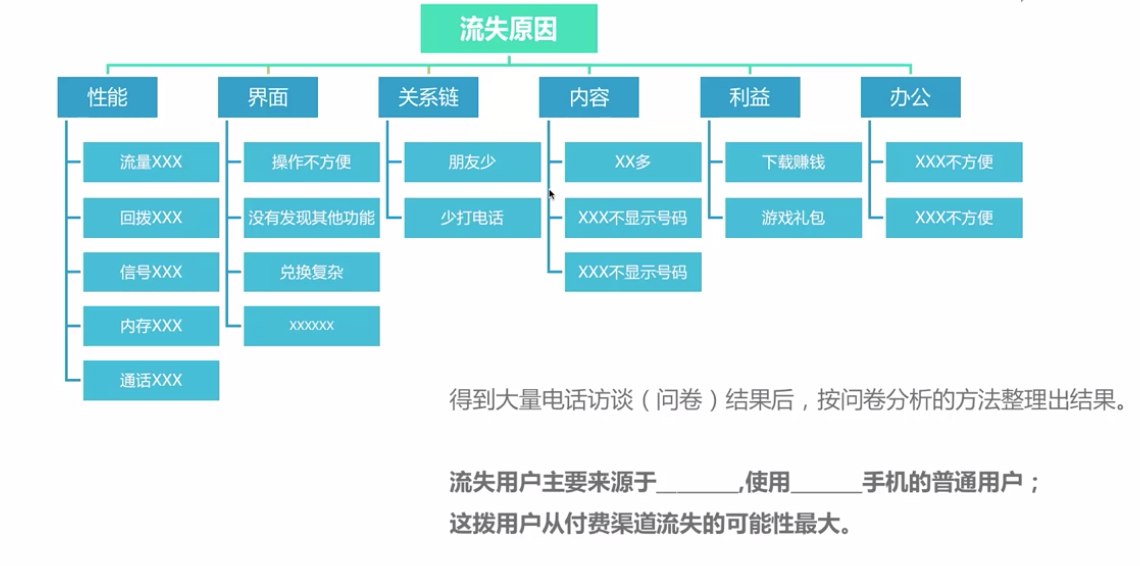 流失原因
性能
界面
关系链
内容
利益
办公
流量XXX
操作不方便
朋友少
XX多
下载赚钱
XXX不方便
回拨XXX
没有发现其他功能
少打电话
XXX不显示号码
游戏礼包
XXX不方便
信号XXX
兑换复杂
XXX不显示号码
内存XXX
xxxxxx
通话XXX
得到大量电话访谈（问卷）结果后，按问卷分析的方法整理出结果。
流失用户主要来源于_______,使用______手机的普通用户；
这拨用户从付费渠道流失的可能性最大。